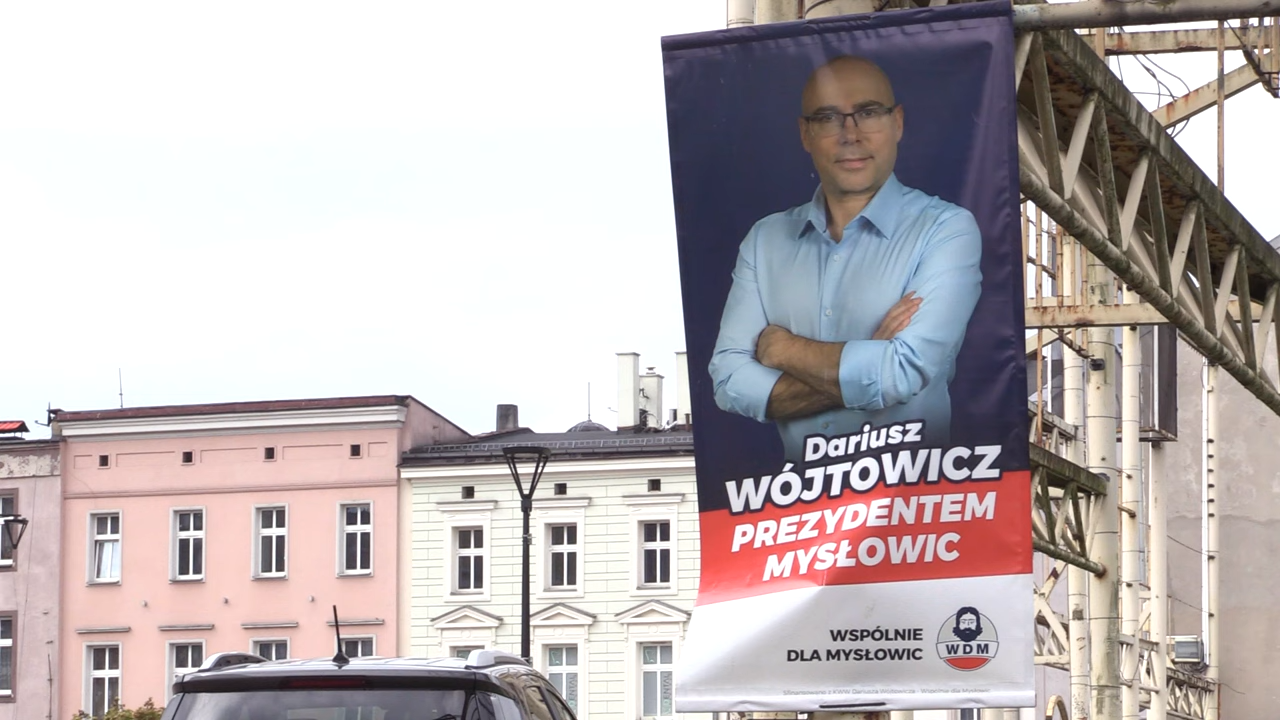 Dariusz
WÓJTOWICZ
PREZYDENTEM
MYSŁOWIC
WSPÓLNIE
DLA MYSŁOWIC
WDM